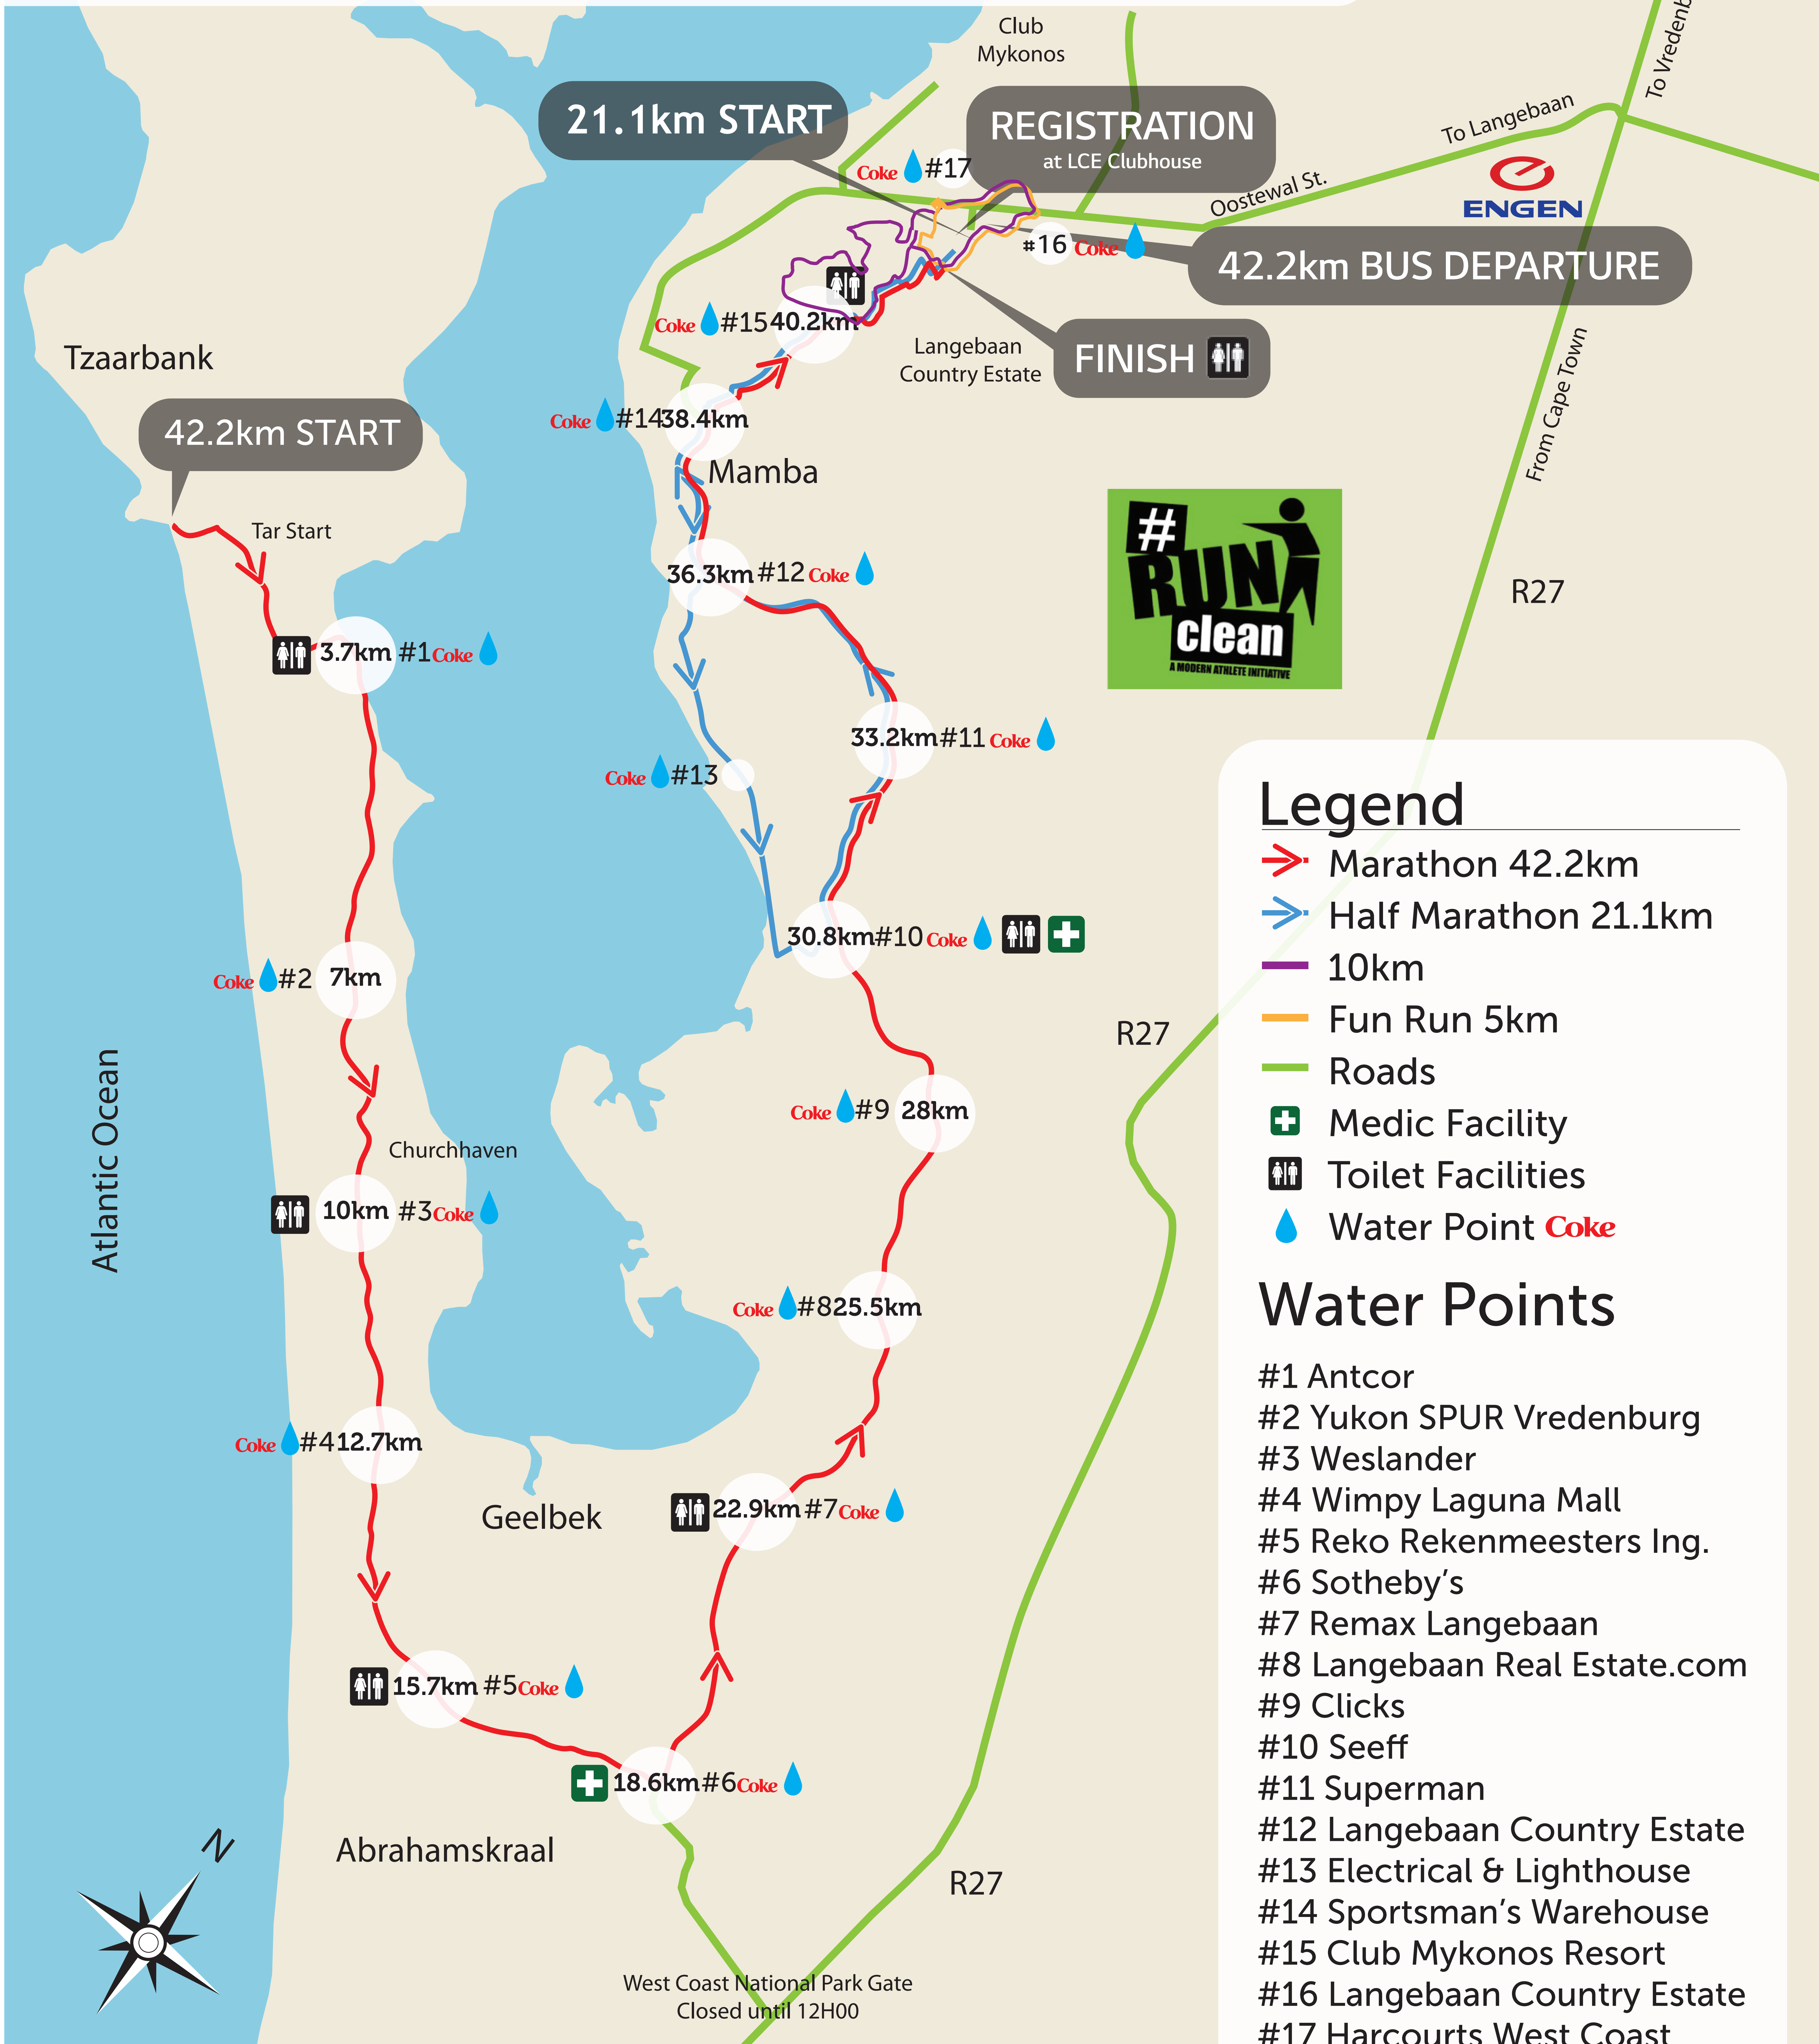 Club
Mykonos
To Vredenb
21.1km START
REGISTRATION
at LCE Clubhouse
To Langebaan
Coke #17
ENGEN
Oostewal St.
#16 Coke
42.2km BUS DEPARTURE
Coke #15 40.2km
Langebaan
Country Estate
FINISH
Tzaarbank
From Cape Town
42.2km START
Coke #14 38.4km
Mamba
Tar Start
# RUN
clean
A MODERN ATHLETE INITIATIVE
36.3km #12 Coke
R27
3.7km #1 Coke
33.2km #11 Coke
Coke #13
30.8km #10 Coke
Coke #2 7km
R27
Atlantic Ocean
Coke #9 28km
Churchhaven
10km #3 Coke
Coke #8 25.5km
Coke #4 12.7km
Geelbek
22.9km #7 Coke
15.7km #5 Coke
18.6km #6 Coke
Abrahamskraal
N
R27
West Coast National Park Gate
Closed until 12H00
Legend
Marathon 42.2km
Half Marathon 21.1km
10km
Fun Run 5km
Roads
Medic Facility
Toilet Facilities
Water Point Coke
Water Points
#1 Antcor
#2 Yukon SPUR Vredenburg
#3 Weslander
#4 Wimpy Laguna Mall
#5 Reko Rekenmeesters Ing.
#6 Sotheby's
#7 Remax Langebaan
#8 Langebaan Real Estate.com
#9 Clicks
#10 Seeff
#11 Superman
#12 Langebaan Country Estate
#13 Electrical & Lighthouse
#14 Sportsman's Warehouse
#15 Club Mykonos Resort
#16 Langebaan Country Estate
#17 Harcourts West Coast